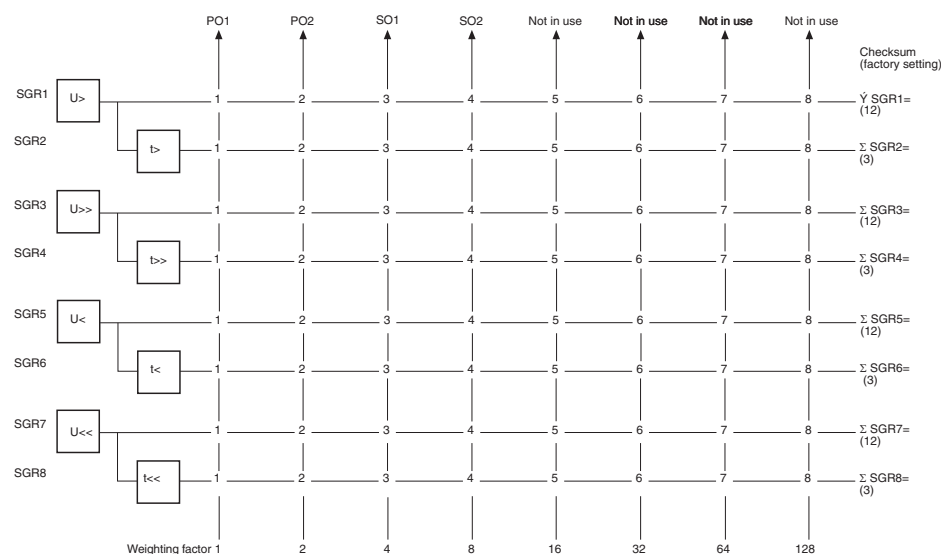 PO1 PO2 SO1 SO2 Not in use Not in use Not in use Not in use
Checksum
(factory setting)
SGR1 U> 1 2 3 4 5 6 7 8 Ý SGR1=
(12)
SGR2 t> 1 2 3 4 5 6 7 8 Σ SGR2=
(3)
SGR3 U>> 1 2 3 4 5 6 7 8 Σ SGR3=
(12)
SGR4 t>> 1 2 3 4 5 6 7 8 Σ SGR4=
(3)
SGR5 U< 1 2 3 4 5 6 7 8 Σ SGR5=
(12)
SGR6 t< 1 2 3 4 5 6 7 8 Σ SGR6=
(3)
SGR7 U<< 1 2 3 4 5 6 7 8 Σ SGR7=
(12)
SGR8 t<< 1 2 3 4 5 6 7 8 Σ SGR8=
(3)
Weighting factor 1 2 4 8 16 32 64 128